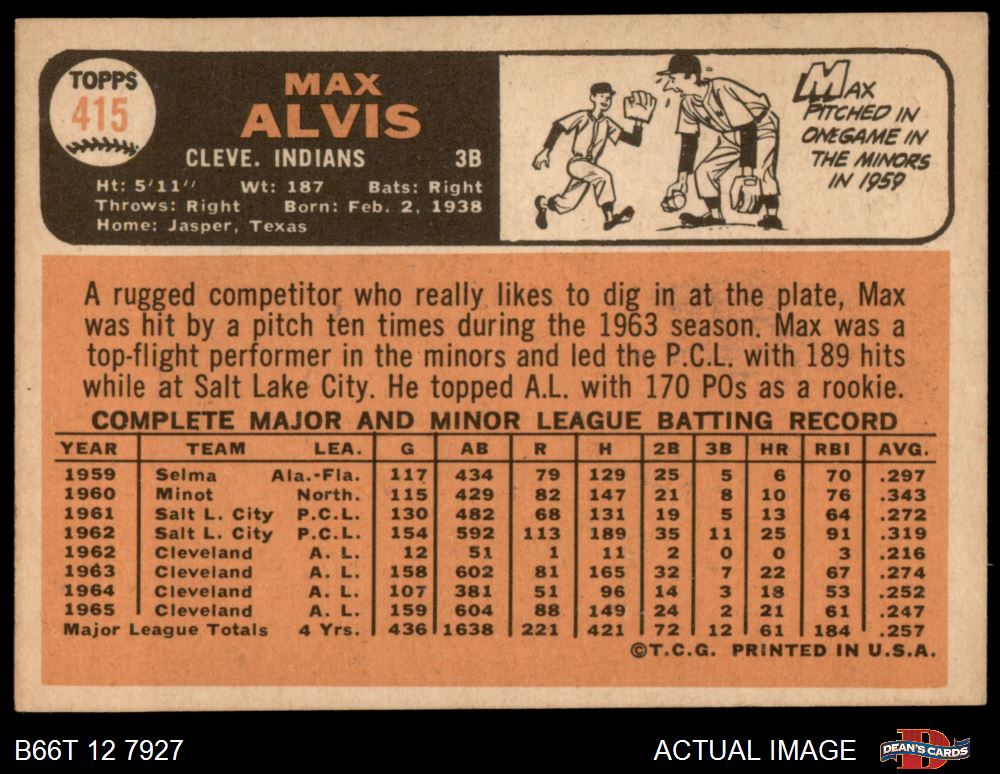 TOPPS
415
MAX
ALVIS
CLEVE. INDIANS 3B
Ht: 5'11" Wt: 187 Bats: Right
Throws: Right Born: Feb. 2, 1938
Home: Jasper, Texas
MAX
PITCHED IN
ONE GAME IN
THE MINORS
IN 1959
A rugged competitor who really likes to dig in at the plate, Max
was hit by a pitch ten times during the 1963 season. Max was a
top-flight performer in the minors and led the P.C.L. with 189 hits
while at Salt Lake City. He topped A.L. with 170 POs as a rookie.
COMPLETE MAJOR AND MINOR LEAGUE BATTING RECORD
YEAR TEAM LEA. G AB R H 2B 3B HR RBI AVG.
1959 Selma Ala.-Fla. 117 434 79 129 25 5 6 70 .297
1960 Minot North. 115 429 82 147 21 8 10 76 .343
1961 Salt L. City P.C.L. 130 482 68 131 19 5 13 64 .272
1962 Salt L. City P.C.L. 154 592 113 189 35 11 25 91 .319
1962 Cleveland A. L. 12 51 1 11 2 0 0 3 .216
1963 Cleveland A. L. 158 602 81 165 32 7 22 67 .274
1964 Cleveland A. L. 107 381 51 96 14 3 18 53 .252
1965 Cleveland A. L. 159 604 88 149 24 2 21 61 .247
Major League Totals 4 Yrs. 436 1638 221 421 72 12 61 184 .257
©T.C.G. PRINTED IN U.S.A.
B66T 12 7927 ACTUAL IMAGE DEAN'S CARDS